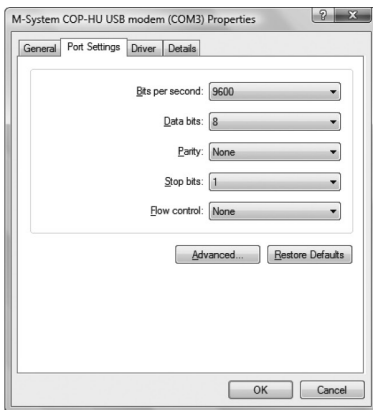 M-System COP-HU USB modem (COM3) Properties
General Port Settings Driver Details
Bits per second: 9600
Data bits: 8
Parity: None
Stop bits: 1
Flow control: None
Advanced... Restore Defaults
OK Cancel